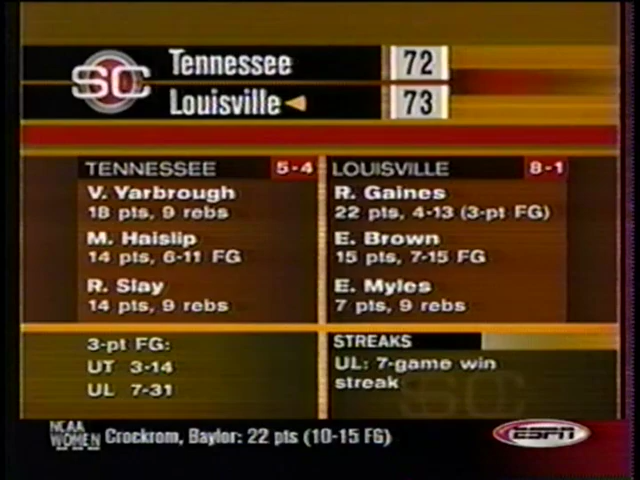 SC
Tennessee 72
Louisville 73
TENNESSEE 5-4
V. Yarbrough
18 pts, 9 rebs
M. Haislip
14 pts, 6-11 FG
R. Slay
14 pts, 9 rebs
LOUISVILLE 8-1
R. Gaines
22 pts, 4-13 (3-pt FG)
E. Brown
15 pts, 7-15 FG
E. Myles
7 pts, 9 rebs
3-pt FG:
UT 3-14
UL 7-31
STREAKS
UL: 7-game win
streak
SC
NCAA
WOMEN
Crockrom, Baylor: 22 pts (10-15 FG)
ESPN